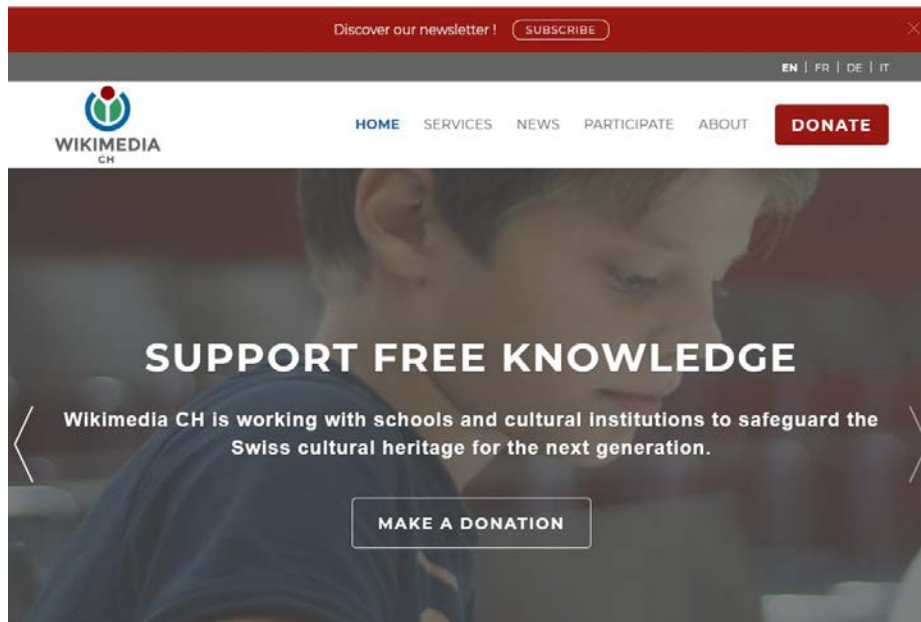 Discover our newsletter ! SUBSCRIBE
EN | FR | DE | IT
WIKIMEDIA
CH
HOME SERVICES NEWS PARTICIPATE ABOUT DONATE
SUPPORT FREE KNOWLEDGE
Wikimedia CH is working with schools and cultural institutions to safeguard the
Swiss cultural heritage for the next generation.
MAKE A DONATION